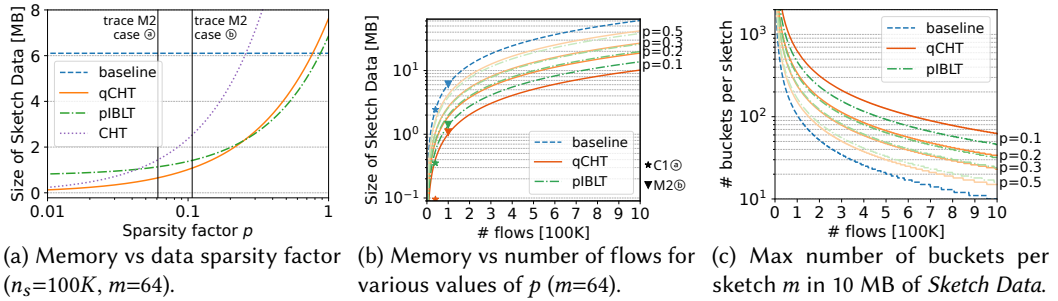 Size of Sketch Data [MB]
8
6
4
2
0
trace M2
case ⓐ
trace M2
case ⓑ
baseline
qCHT
pIBLT
CHT
0.01
0.1
1
Sparsity factor p
(a) Memory vs data sparsity factor
(nₛ=100K, m=64).
Size of Sketch Data [MB]
10¹
10⁰
10⁻¹
p=0.5
p=0.3
p=0.2
p=0.1
baseline
qCHT
pIBLT
★C1ⓐ
▼M2ⓑ
0 1 2 3 4 5 6 7 8 9 10
# flows [100K]
(b) Memory vs number of flows for
various values of p (m=64).
# buckets per sketch
10³
10²
10¹
baseline
qCHT
pIBLT
p=0.1
p=0.2
p=0.3
p=0.5
0 1 2 3 4 5 6 7 8 9 10
# flows [100K]
(c) Max number of buckets per
sketch m in 10 MB of Sketch Data.